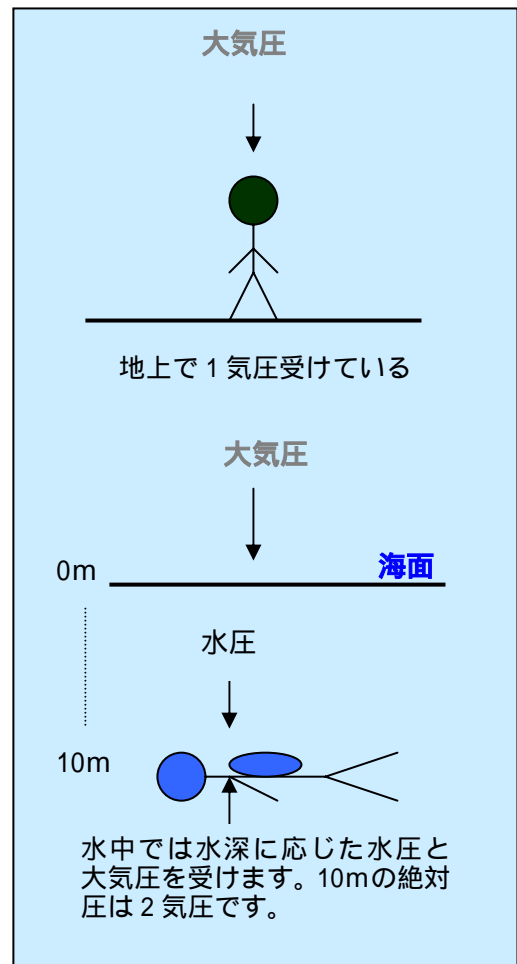 大気圧
地上で1気圧受けている
大気圧
0m
海面
水圧
10m
水中では水深に応じた水圧と
大気圧を受けます。10mの絶対
圧は2気圧です。